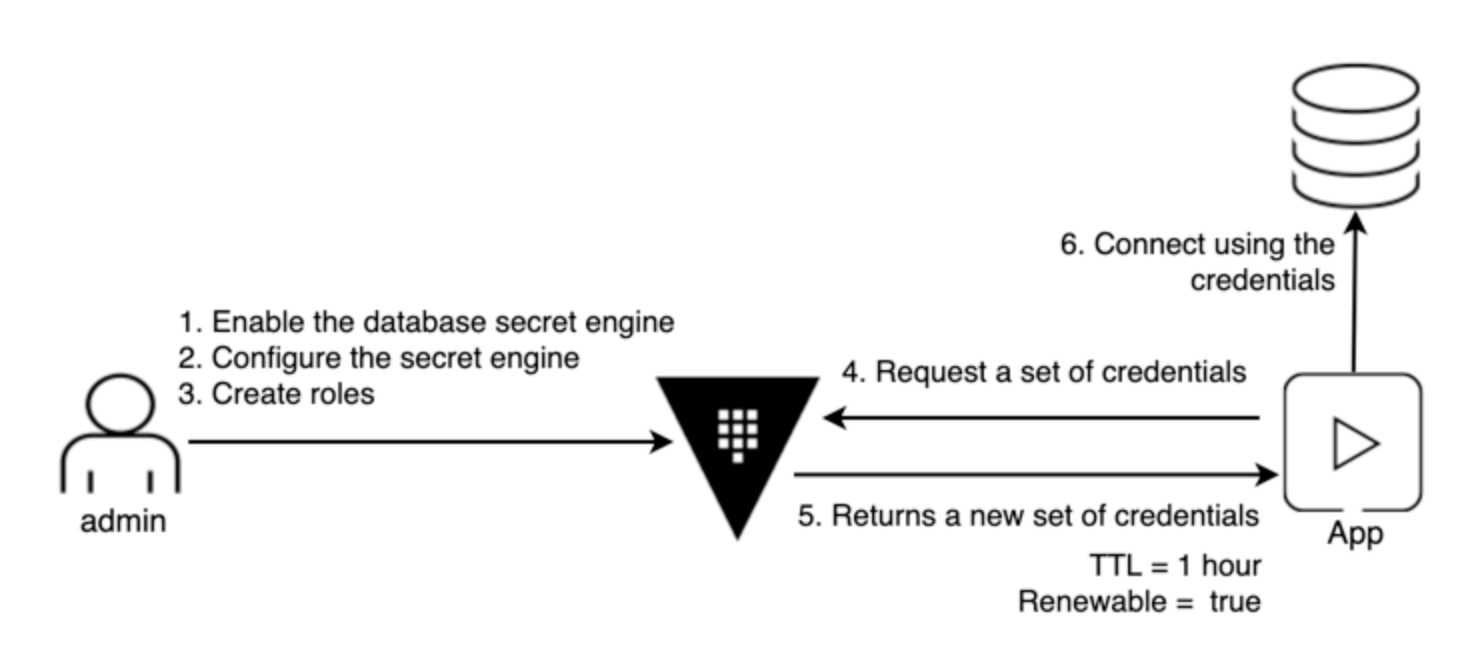 1. Enable the database secret engine
2. Configure the secret engine
3. Create roles
admin
4. Request a set of credentials
5. Returns a new set of credentials
TTL = 1 hour
Renewable = true
6. Connect using the
credentials
App